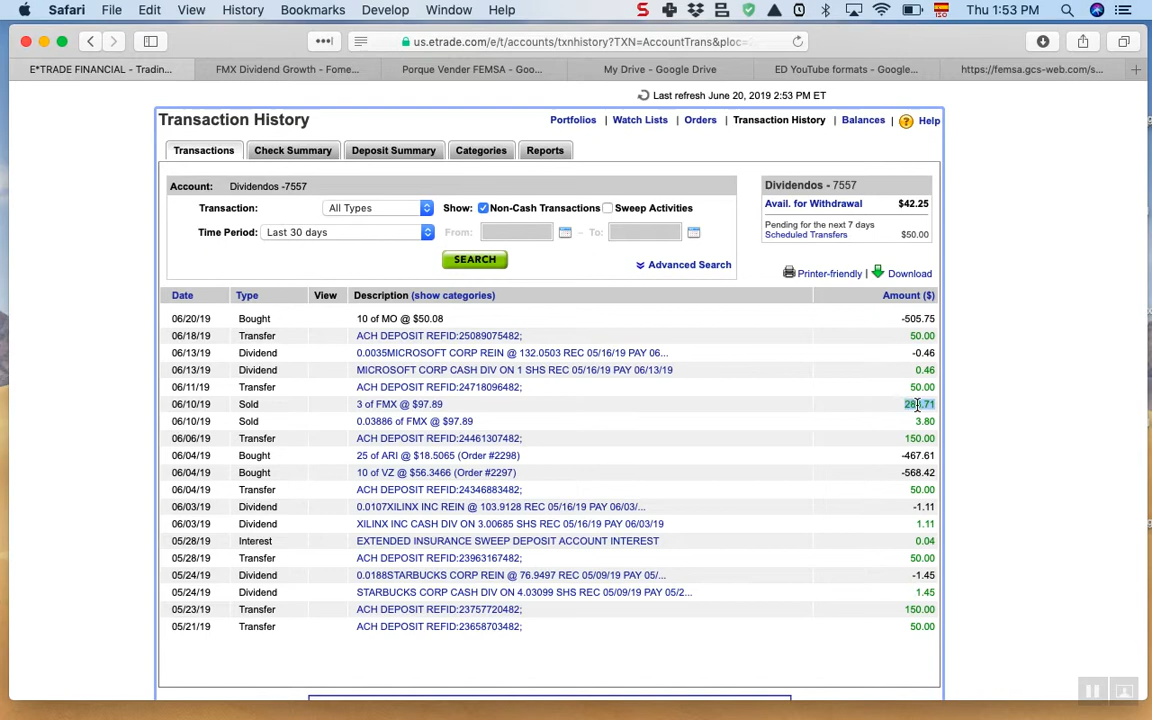 Safari File Edit View History Bookmarks Develop Window Help Thu 1:53 PM
us.etrade.com/e/t/accounts/txnhistory?TXN=AccountTrans&ploc=
E*TRADE FINANCIAL - Tradin... FMX Dividend Growth - Fome... Porque Vender FEMSA - Goo... My Drive - Google Drive ED YouTube formats - Google... https://femsa.gcs-web.com/s...
Last refresh June 20, 2019 2:53 PM ET
Transaction History Portfolios | Watch Lists | Orders | Transaction History | Balances | Help
Transactions Check Summary Deposit Summary Categories Reports
Account: Dividendos -7557
Transaction: All Types Show: Non-Cash Transactions Sweep Activities
Time Period: Last 30 days From: – To:
SEARCH
Advanced Search
Dividendos - 7557
Avail. for Withdrawal $42.25
Pending for the next 7 days
Scheduled Transfers $50.00
Printer-friendly | Download
Date Type View Description (show categories) Amount ($)
06/20/19 Bought 10 of MO @ $50.08 -505.75
06/18/19 Transfer ACH DEPOSIT REFID:25089075482; 50.00
06/13/19 Dividend 0.0035MICROSOFT CORP REIN @ 132.0503 REC 05/16/19 PAY 06... -0.46
06/13/19 Dividend MICROSOFT CORP CASH DIV ON 1 SHS REC 05/16/19 PAY 06/13/19 0.46
06/11/19 Transfer ACH DEPOSIT REFID:24718096482; 50.00
06/10/19 Sold 3 of FMX @ $97.89
06/10/19 Sold 0.03886 of FMX @ $97.89 3.80
06/06/19 Transfer ACH DEPOSIT REFID:24461307482; 150.00
06/04/19 Bought 25 of ARI @ $18.5065 (Order #2298) -467.61
06/04/19 Bought 10 of VZ @ $56.3466 (Order #2297) -568.42
06/04/19 Transfer ACH DEPOSIT REFID:24346883482; 50.00
06/03/19 Dividend 0.0107XILINX INC REIN @ 103.9128 REC 05/16/19 PAY 06/03/... -1.11
06/03/19 Dividend XILINX INC CASH DIV ON 3.00685 SHS REC 05/16/19 PAY 06/03/19 1.11
05/28/19 Interest EXTENDED INSURANCE SWEEP DEPOSIT ACCOUNT INTEREST 0.04
05/28/19 Transfer ACH DEPOSIT REFID:23963167482; 50.00
05/24/19 Dividend 0.0188STARBUCKS CORP REIN @ 76.9497 REC 05/09/19 PAY 05/... -1.45
05/24/19 Dividend STARBUCKS CORP CASH DIV ON 4.03099 SHS REC 05/09/19 PAY 05/2... 1.45
05/23/19 Transfer ACH DEPOSIT REFID:23757720482; 150.00
05/21/19 Transfer ACH DEPOSIT REFID:23658703482; 50.00